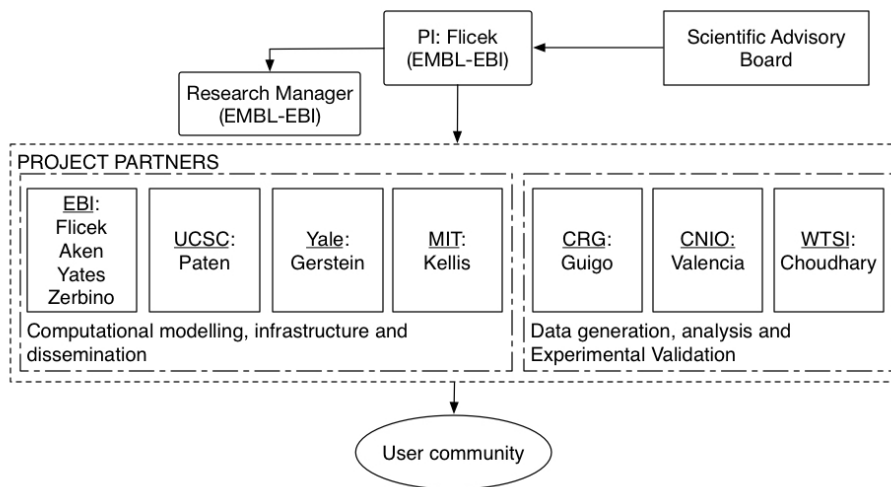 PI: Flicek
(EMBL-EBI)
Scientific Advisory
Board
Research Manager
(EMBL-EBI)
PROJECT PARTNERS
EBI:
Flicek
Aken
Yates
Zerbino
UCSC:
Paten
Yale:
Gerstein
MIT:
Kellis
CRG:
Guigo
CNIO:
Valencia
WTSI:
Choudhary
Computational modelling, infrastructure and
dissemination
Data generation, analysis and
Experimental Validation
User community